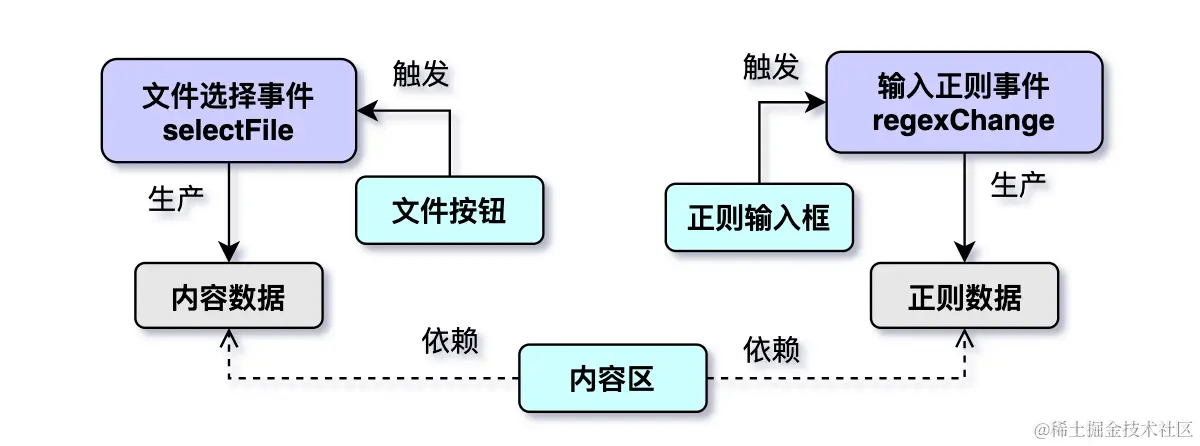 文件选择事件
selectFile
触发
文件按钮
生产
内容数据
触发
输入正则事件
regexChange
正则输入框
生产
正则数据
依赖
内容区
依赖
@稀土掘金技术社区